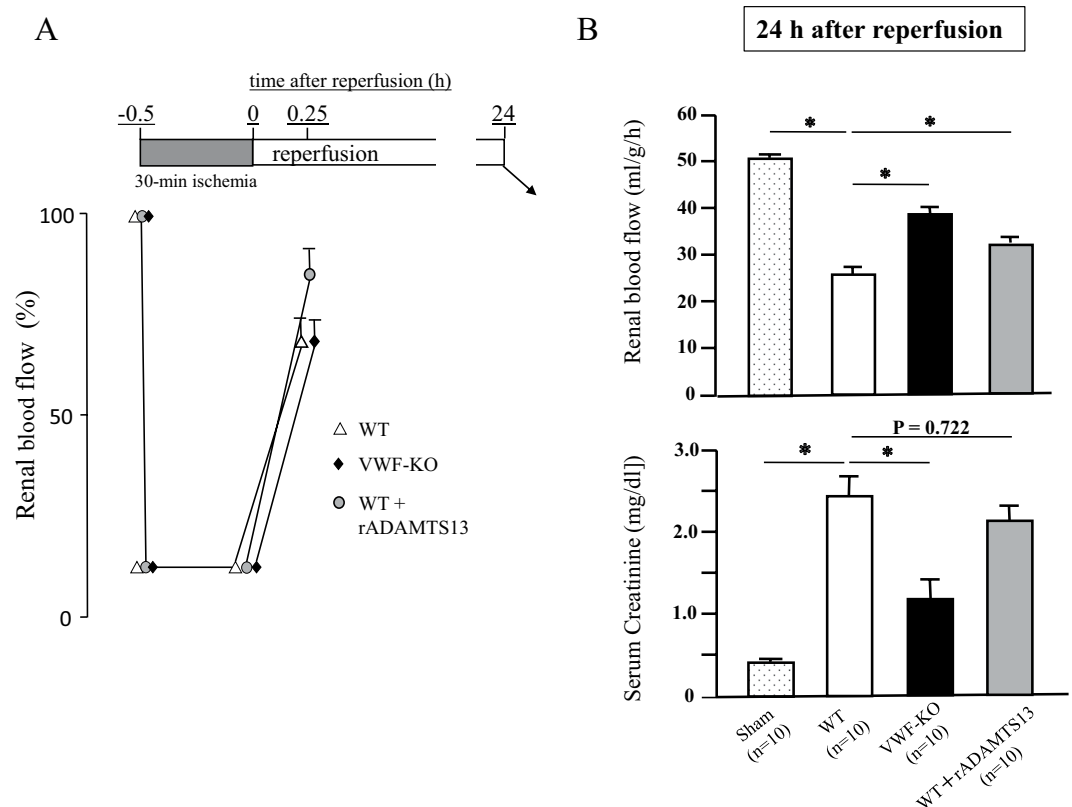 A
time after reperfusion (h)
-0.5 0 0.25 24
reperfusion
30-min ischemia
Renal blood flow (%)
100
50
0
WT
VWF-KO
WT +
rADAMTS13
B
24 h after reperfusion
Renal blood flow (ml/g/h)
60
50
40
30
20
10
0
* *
*
Serum Creatinine (mg/dl])
3.0
2.0
1.0
0
P = 0.722
* *
Sham
(n=10)
WT
(n=10)
VWF-KO
(n=10)
WT+rADAMTS13
(n=10)